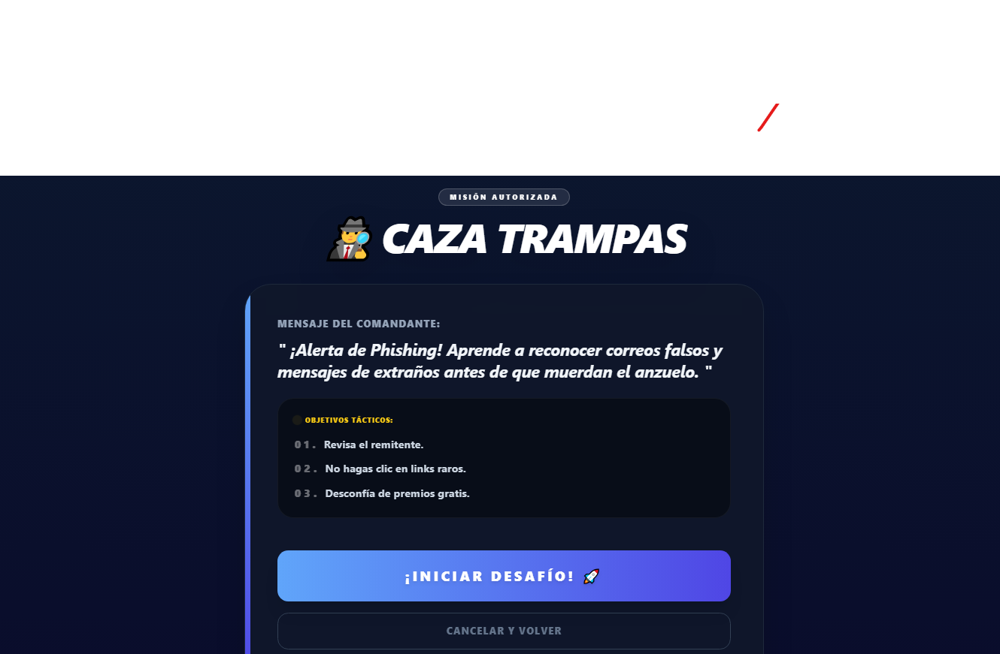 MISIÓN AUTORIZADA
CAZA TRAMPAS
MENSAJE DEL COMANDANTE:
" ¡Alerta de Phishing! Aprende a reconocer correos falsos y
mensajes de extraños antes de que muerdan el anzuelo. "
OBJETIVOS TÁCTICOS:
01. Revisa el remitente.
02. No hagas clic en links raros.
03. Desconfía de premios gratis.
¡INICIAR DESAFÍO! 🚀
CANCELAR Y VOLVER